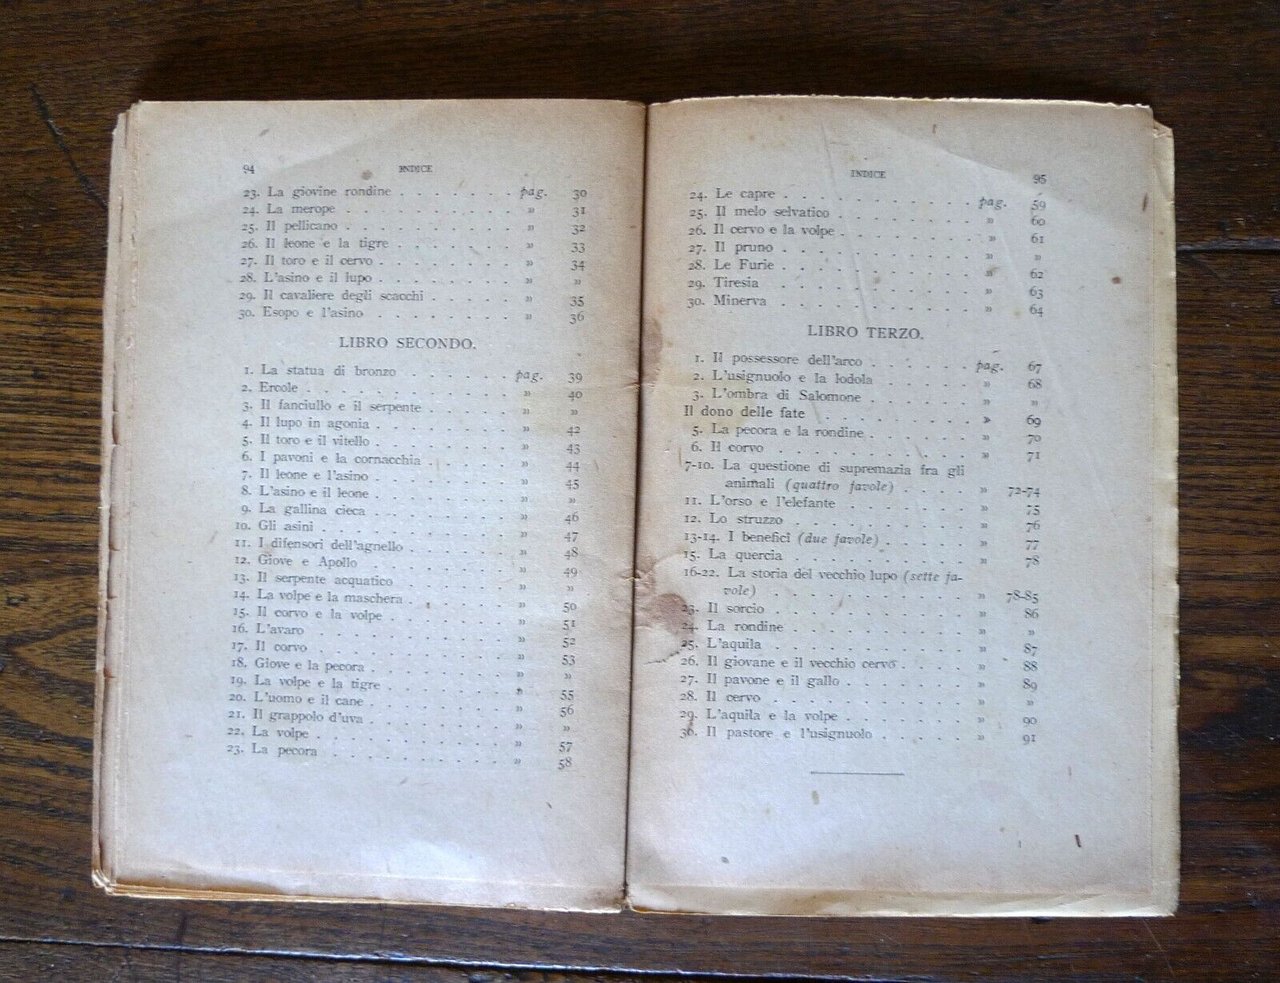 94 INDICE
23. La giovine rondine . . . . . . . pag. 30
24. La merope . . . . . . . . . . » 31
25. Il pellicano . . . . . . . . . . » 32
26. Il leone e la tigre . . . . . . . . » 33
27. Il toro e il cervo . . . . . . . . » 34
28. L'asino e il lupo . . . . . . . . » »
29. Il cavaliere degli scacchi . . . . . » 35
30. Esopo e l'asino . . . . . . . . » 36
LIBRO SECONDO.
1. La statua di bronzo . . . . . . pag. 39
2. Ercole . . . . . . . . . . . » 40
3. Il fanciullo e il serpente . . . . . » »
4. Il lupo in agonia . . . . . . . . » 42
5. Il toro e il vitello . . . . . . . . » 43
6. I pavoni e la cornacchia . . . . . » 44
7. Il leone e l'asino . . . . . . . . » 45
8. L'asino e il leone . . . . . . . . » »
9. La gallina cieca . . . . . . . . » 46
10. Gli asini . . . . . . . . . . . » 47
11. I difensori dell'agnello . . . . . . » 48
12. Giove e Apollo . . . . . . . . » 49
13. Il serpente acquatico . . . . . . » »
14. La volpe e la maschera . . . . . . » 50
15. Il corvo e la volpe . . . . . . . » 51
16. L'avaro . . . . . . . . . . . » 52
17. Il corvo . . . . . . . . . . . » 53
18. Giove e la pecora . . . . . . . . » »
19. La volpe e la tigre . . . . . . . » 55
20. L'uomo e il cane . . . . . . . . » 56
21. Il grappolo d'uva . . . . . . . . » »
22. La volpe . . . . . . . . . . . » 57
23. La pecora . . . . . . . . . . » 58
INDICE 95
24. Le capre . . . . . . . . . . pag. 59
25. Il melo selvatico . . . . . . . . » 60
26. Il cervo e la volpe . . . . . . . . » 61
27. Il pruno . . . . . . . . . . . » »
28. Le Furie . . . . . . . . . . . » 62
29. Tiresia . . . . . . . . . . . » 63
30. Minerva . . . . . . . . . . . » 64
LIBRO TERZO.
1. Il possessore dell'arco . . . . . . pag. 67
2. L'usignuolo e la lodola . . . . . . » 68
3. L'ombra di Salomone . . . . . . » »
Il dono delle fate . . . . . . . . » 69
5. La pecora e la rondine . . . . . . » 70
6. Il corvo . . . . . . . . . . . » 71
7-10. La questione di supremazia fra gli
animali (quattro favole) . . . . » 72-74
11. L'orso e l'elefante . . . . . . . » 75
12. Lo struzzo . . . . . . . . . . » 76
13-14. I benefici (due favole) . . . . . » 77
15. La quercia . . . . . . . . . . » 78
16-22. La storia del vecchio lupo (sette fa-
vole) . . . . . . . . . . . » 78-85
23. Il sorcio . . . . . . . . . . . » 86
24. La rondine . . . . . . . . . . » »
25. L'aquila . . . . . . . . . . . » 87
26. Il giovane e il vecchio cervo . . . . » 88
27. Il pavone e il gallo . . . . . . . » 89
28. Il cervo . . . . . . . . . . . » »
29. L'aquila e la volpe . . . . . . . » 90
30. Il pastore e l'usignuolo . . . . . » 91